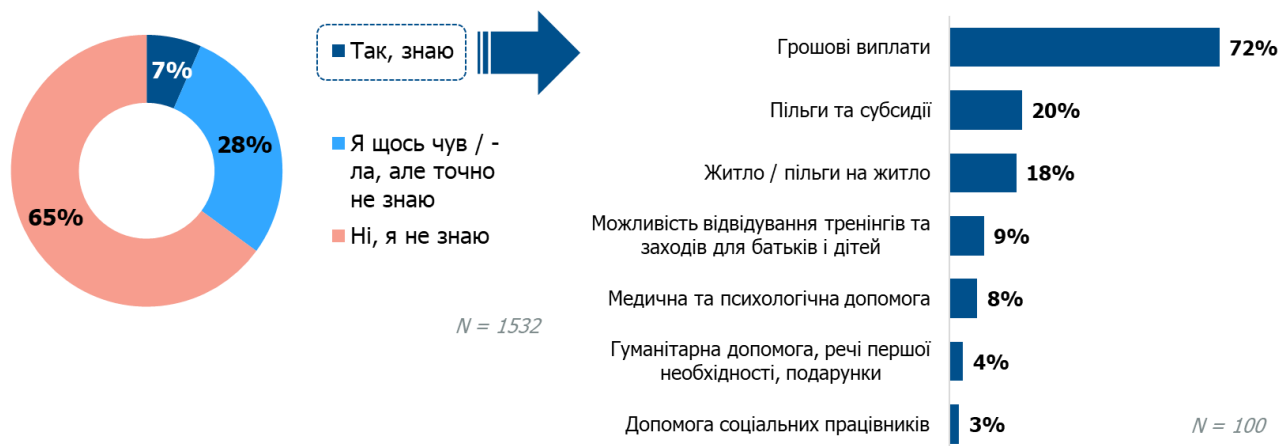 7%
28%
65%
Так, знаю
Я щось чув / -
ла, але точно
не знаю
Ні, я не знаю
N = 1532
Грошові виплати
72%
Пільги та субсидії
20%
Житло / пільги на житло
18%
Можливість відвідування тренінгів та
заходів для батьків і дітей
9%
Медична та психологічна допомога
8%
Гуманітарна допомога, речі першої
необхідності, подарунки
4%
Допомога соціальних працівників
3%
N = 100